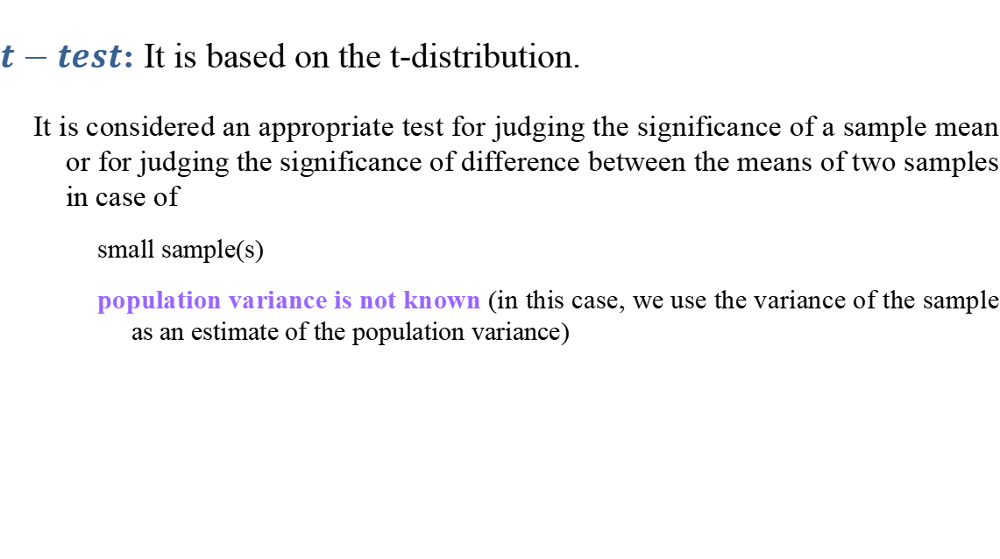 t – test: It is based on the t-distribution.
It is considered an appropriate test for judging the significance of a sample mean
or for judging the significance of difference between the means of two samples
in case of
small sample(s)
population variance is not known (in this case, we use the variance of the sample
as an estimate of the population variance)